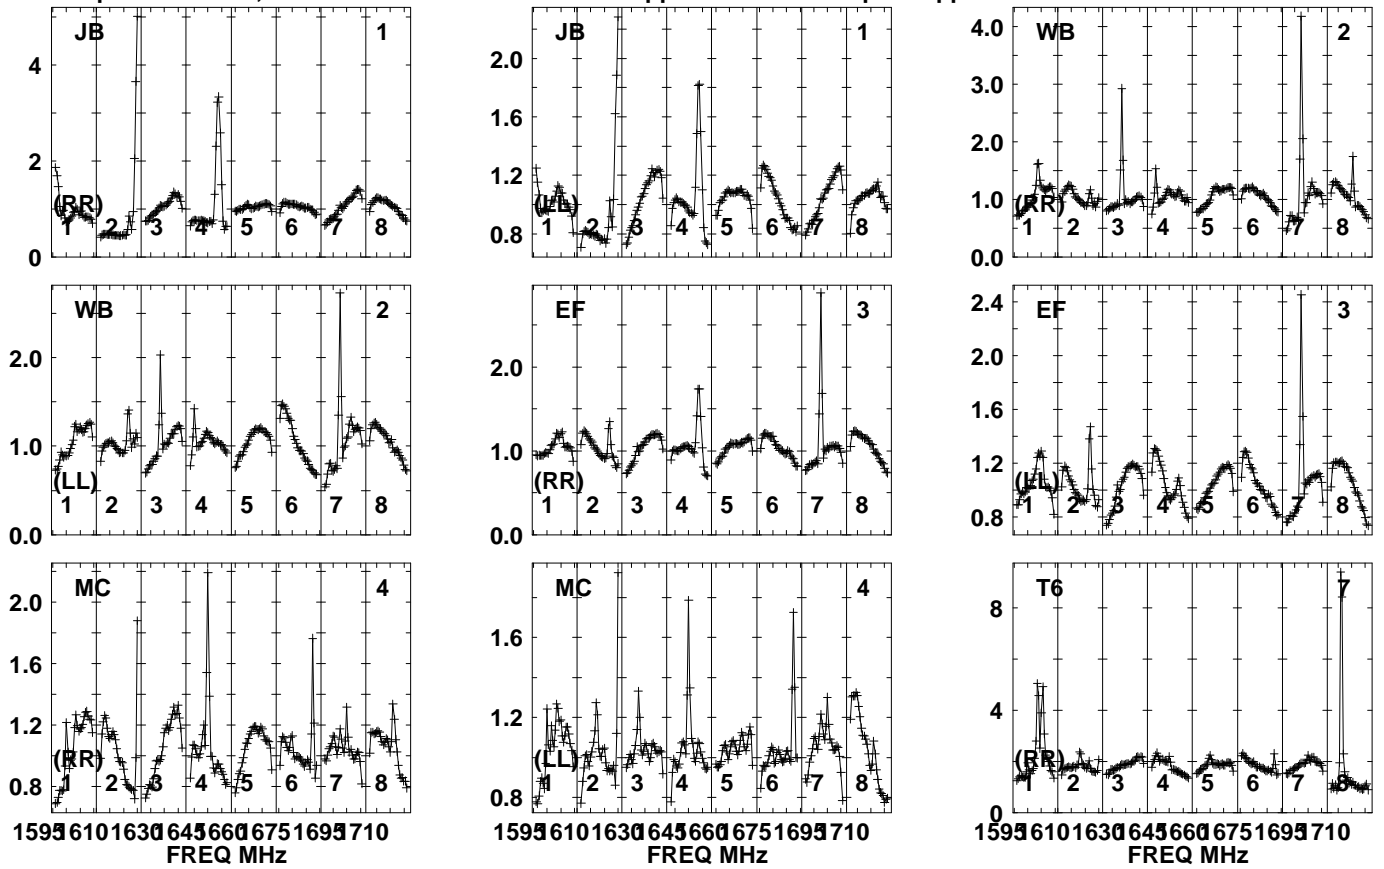 JB 1
4
2
0
(RR)
1 2 3 4 5 6 7 8
JB 1
2.0
1.6
1.2
0.8
(LL)
1 2 3 4 5 6 7 8
WB 2
4.0
3.0
2.0
1.0
0.0
(RR)
1 2 3 4 5 6 7 8
WB 2
2.0
1.0
0.0
(LL)
1 2 3 4 5 6 7 8
EF 3
2.0
1.0
0.0
(RR)
1 2 3 4 5 6 7 8
EF 3
2.4
2.0
1.6
1.2
0.8
(LL)
1 2 3 4 5 6 7 8
MC 4
2.0
1.6
1.2
0.8
(RR)
1 2 3 4 5 6 7 8
1595 1610 1630 1645 1660 1675 1695 1710
FREQ MHz
MC 4
1.6
1.2
0.8
(LL)
1 2 3 4 5 6 7 8
1595 1610 1630 1645 1660 1675 1695 1710
FREQ MHz
T6 7
8
4
0
(RR)
1 2 3 4 5 6 7 8
1595 1610 1630 1645 1660 1675 1695 1710
FREQ MHz